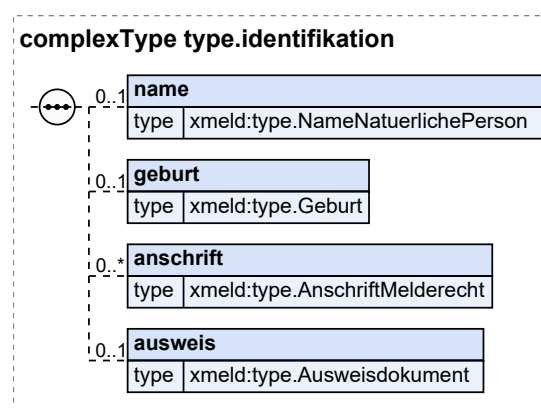 complexType type.identifikation
0..1 name
type xmeld:type.NameNatuerlichePerson
0..1 geburt
type xmeld:type.Geburt
0..* anschrift
type xmeld:type.AnschriftMelderecht
0..1 ausweis
type xmeld:type.Ausweisdokument